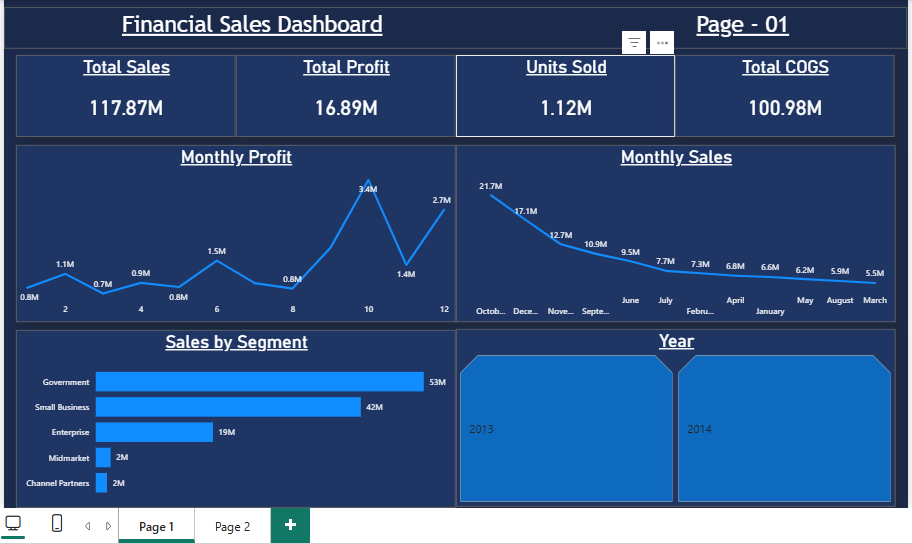 Financial Sales Dashboard
Page - 01
Total Sales
Total Profit
Units Sold
Total COGS
117.87M
16.89M
1.12M
100.98M
Monthly Profit
0.8M
1.1M
0.7M
0.9M
0.8M
1.5M
0.8M
3.4M
1.4M
2.7M
2
4
6
8
10
12
Monthly Sales
21.7M
17.1M
12.7M
10.9M
9.5M
7.7M
7.3M
6.8M
6.6M
6.2M
5.9M
5.5M
Octob...
Dece...
Nove...
Septe...
June
July
Febru...
April
January
May
August
March
Sales by Segment
Government 53M
Small Business 42M
Enterprise 19M
Midmarket 2M
Channel Partners 2M
Year
2013
2014
Page 1
Page 2